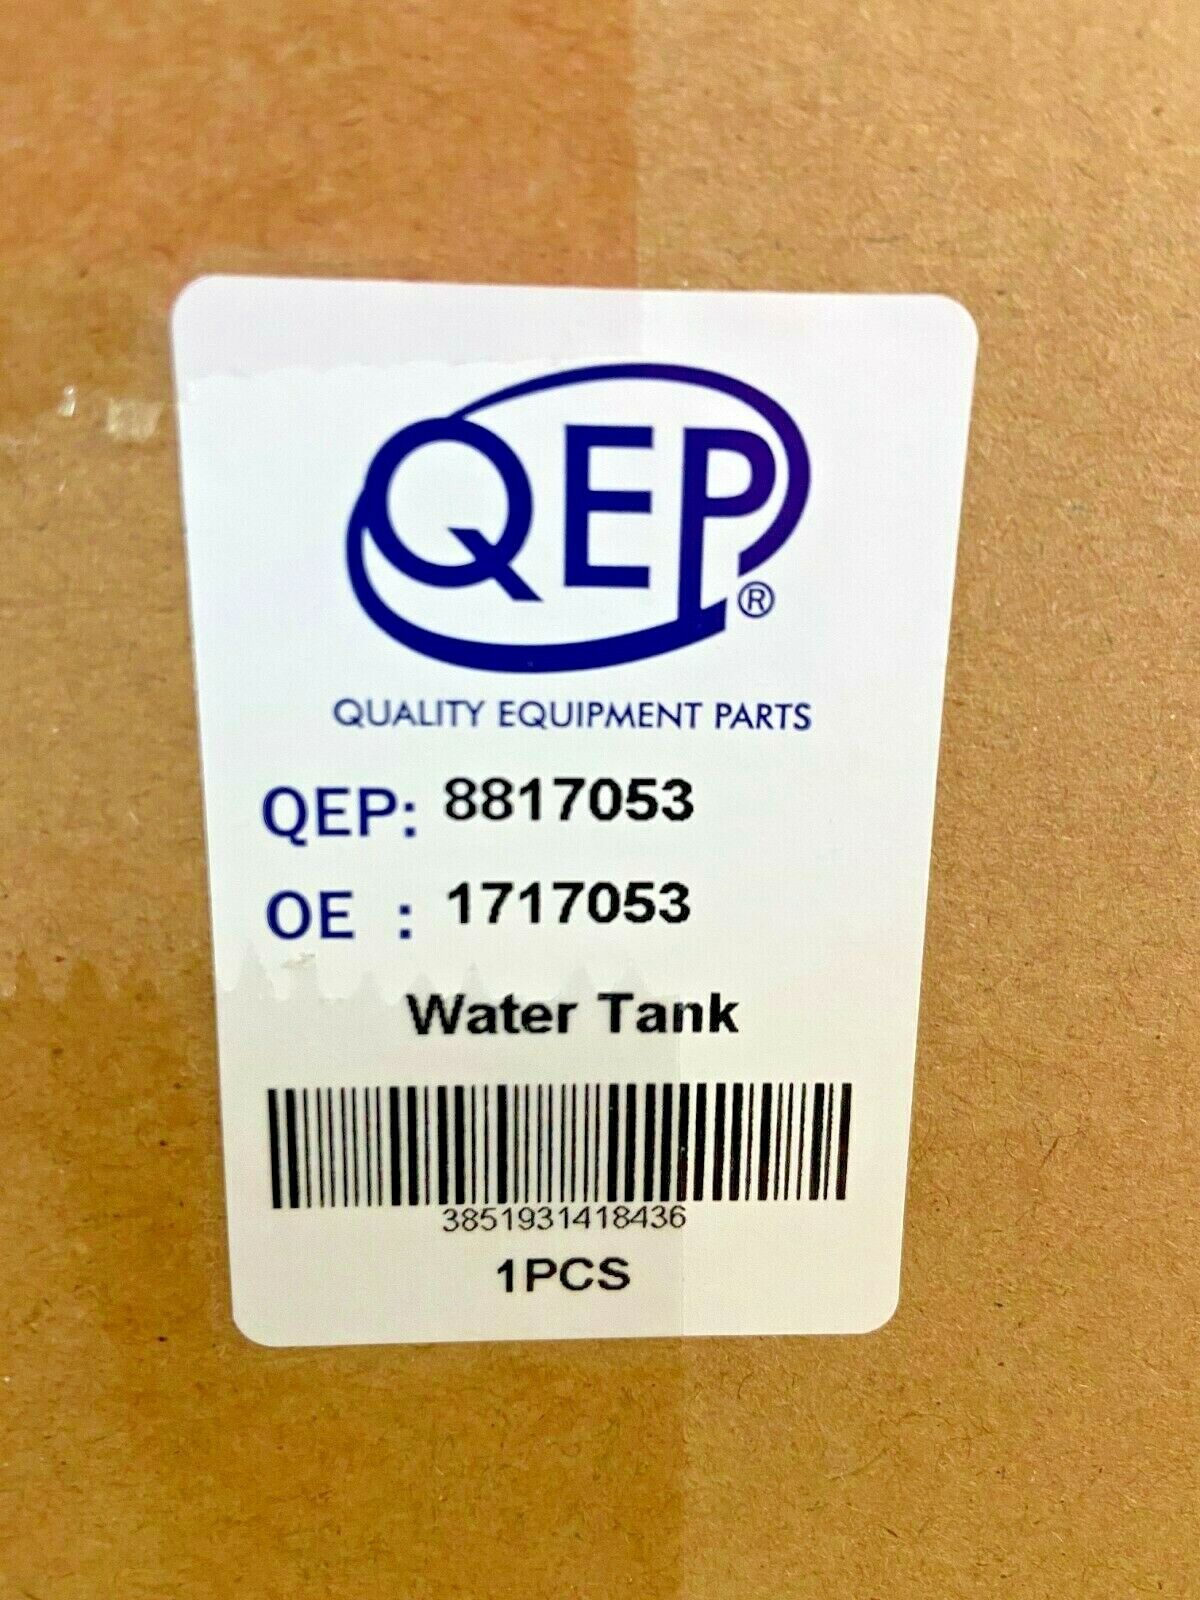 QEP®
QUALITY EQUIPMENT PARTS
QEP: 8817053
OE : 1717053
Water Tank
3851931418436
1PCS